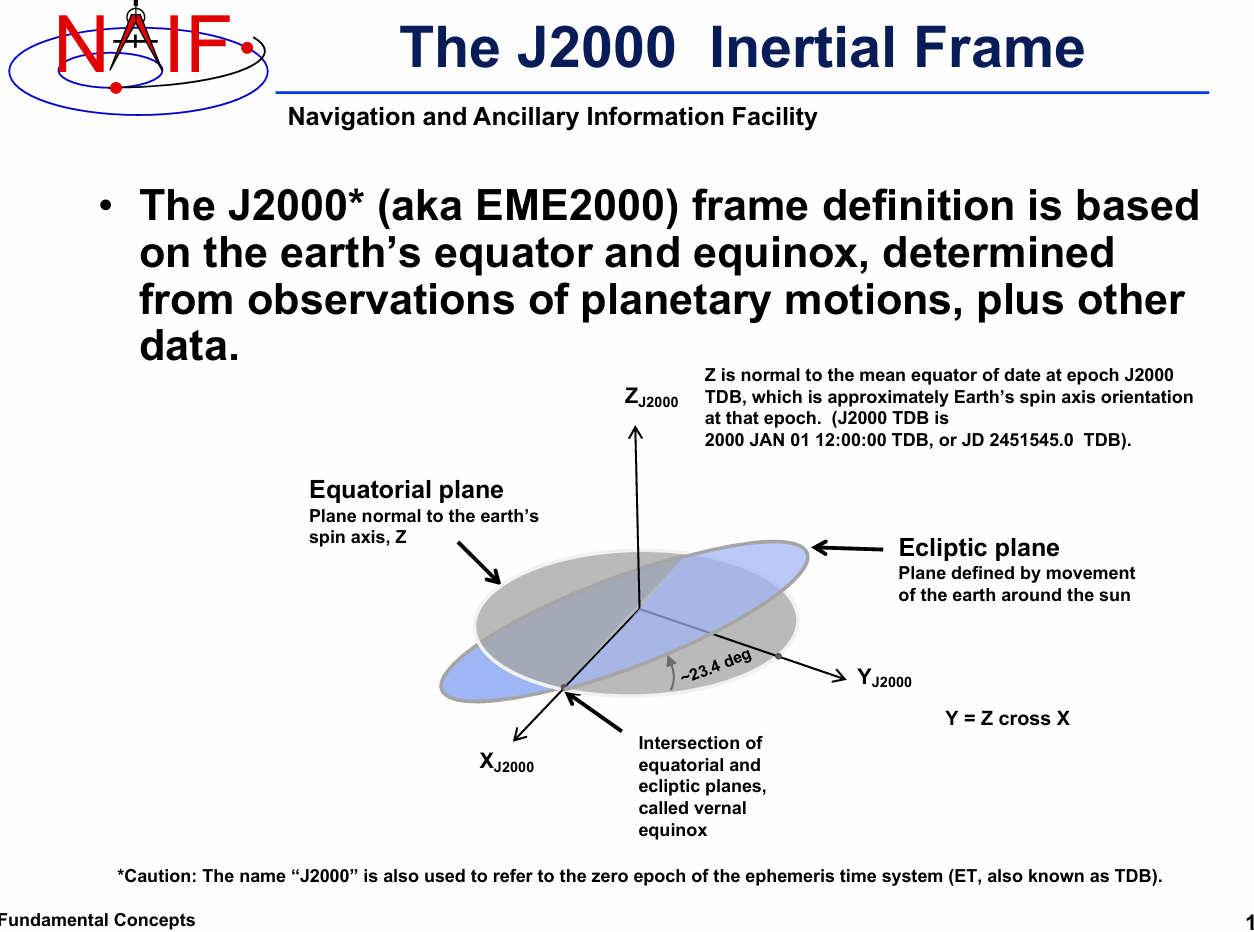 NAIF
The J2000  Inertial Frame
Navigation and Ancillary Information Facility
• The J2000* (aka EME2000) frame definition is based
on the earth’s equator and equinox, determined
from observations of planetary motions, plus other
data.
Z is normal to the mean equator of date at epoch J2000
TDB, which is approximately Earth’s spin axis orientation
at that epoch.  (J2000 TDB is
2000 JAN 01 12:00:00 TDB, or JD 2451545.0  TDB).
ZJ2000
Equatorial plane
Plane normal to the earth’s
spin axis, Z
Ecliptic plane
Plane defined by movement
of the earth around the sun
~23.4 deg
YJ2000
Y = Z cross X
XJ2000
Intersection of
equatorial and
ecliptic planes,
called vernal
equinox
*Caution: The name “J2000” is also used to refer to the zero epoch of the ephemeris time system (ET, also known as TDB).
Fundamental Concepts
1